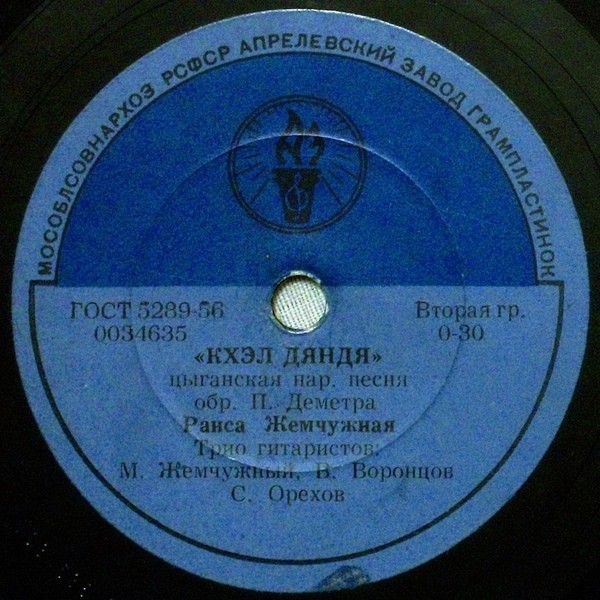 МОСОБЛСОВНАРХОЗ РСФСР АПРЕЛЕВСКИЙ ЗАВОД ГРАМПЛАСТИНОК
ГОСТ 5289-56
0034635
Вторая гр.
0-30
«КХЭЛ ДЯНДЯ»
цыганская нар. песня
обр. П. Деметра
Раиса Жемчужная
Трио гитаристов:
М. Жемчужный, В. Воронцов
С. Орехов